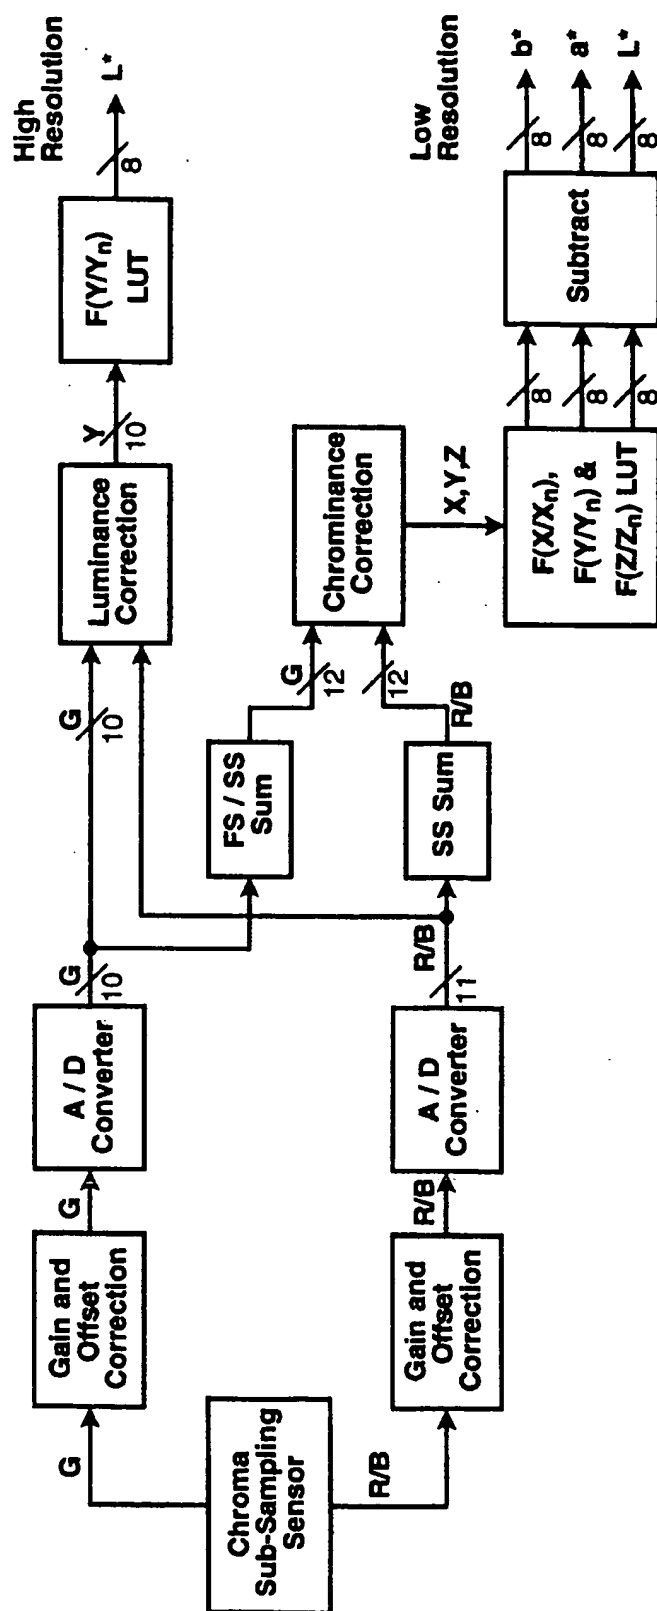 Chroma
Sub-Sampling
Sensor
G
R/B
Gain and
Offset
Correction
G
A / D
Converter
G
10
G
10
Luminance
Correction
Y
10
F(Y/Yn)
LUT
8
High
Resolution
L*
Gain and
Offset
Correction
R/B
A / D
Converter
R/B
11
FS / SS
Sum
G
12
SS Sum
R/B
12
Chrominance
Correction
X,Y,Z
F(X/Xn),
F(Y/Yn) &
F(Z/Zn) LUT
8
8
8
Subtract
8
8
8
Low
Resolution
b*
a*
L*